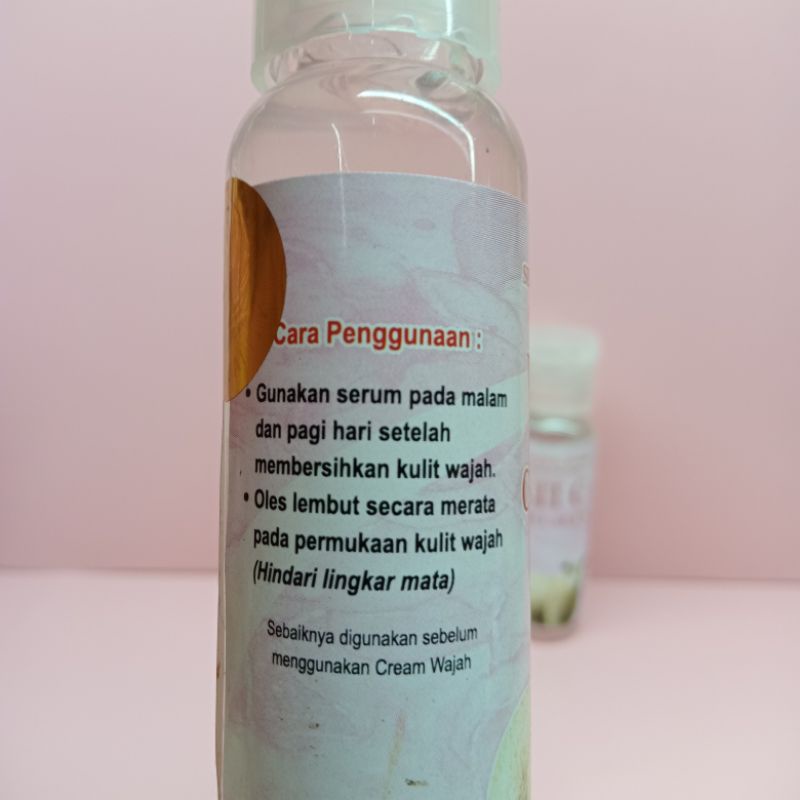 Cara Penggunaan :
• Gunakan serum pada malam
dan pagi hari setelah
membersihkan kulit wajah.
• Oles lembut secara merata
pada permukaan kulit wajah
(Hindari lingkar mata)
Sebaiknya digunakan sebelum
menggunakan Cream Wajah